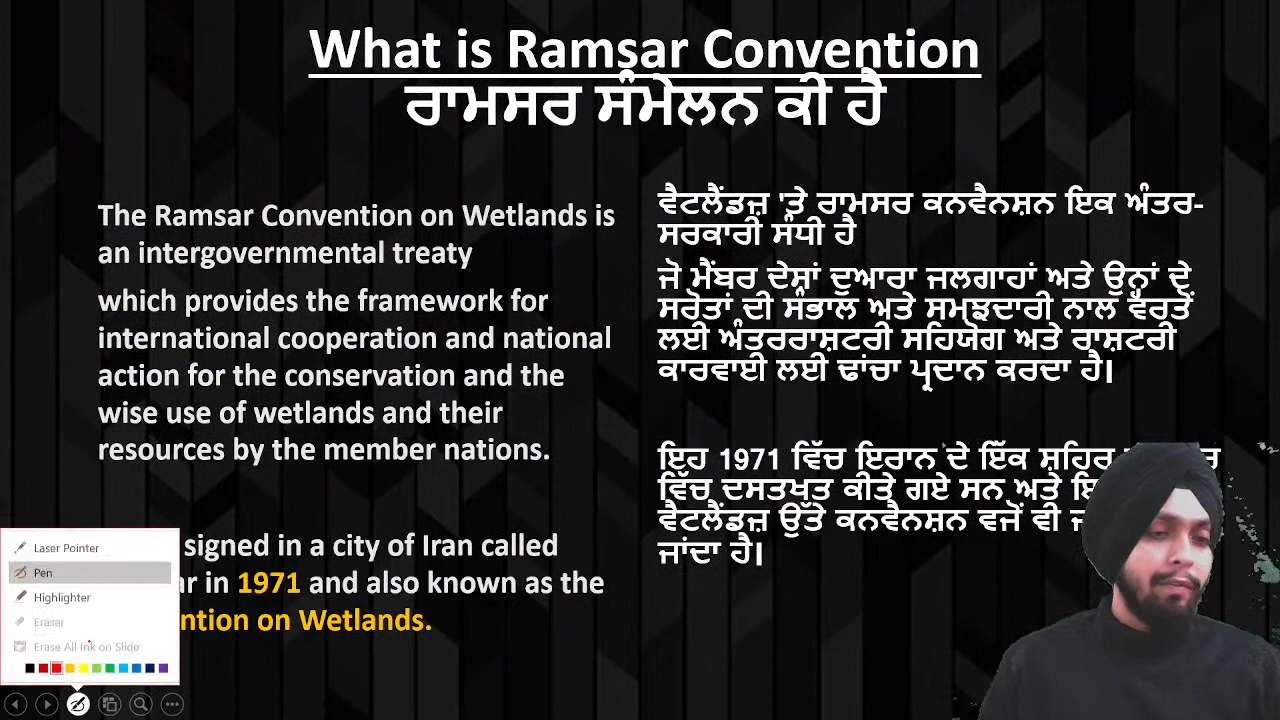 What is Ramsar Convention
ਰਾਮਸਰ ਸੰਮੇਲਨ ਕੀ ਹੈ
The Ramsar Convention on Wetlands is
an intergovernmental treaty
which provides the framework for
international cooperation and national
action for the conservation and the
wise use of wetlands and their
resources by the member nations.
signed in a city of Iran called
in 1971 and also known as the
on Wetlands.
ਵੈਟਲੈਂਡਜ਼ 'ਤੇ ਰਾਮਸਰ ਕਨਵੈਨਸ਼ਨ ਇਕ ਅੰਤਰ-
ਸਰਕਾਰੀ ਸੰਧੀ ਹੈ
ਜੋ ਮੈਂਬਰ ਦੇਸ਼ਾਂ ਦੁਆਰਾ ਜਲਗਾਹਾਂ ਅਤੇ ਉਨ੍ਹਾਂ ਦੇ
ਸਰੋਤਾਂ ਦੀ ਸੰਭਾਲ ਅਤੇ ਸਮਝਦਾਰੀ ਨਾਲ ਵਰਤੋਂ
ਲਈ ਅੰਤਰਰਾਸ਼ਟਰੀ ਸਹਿਯੋਗ ਅਤੇ ਰਾਸ਼ਟਰੀ
ਕਾਰਵਾਈ ਲਈ ਢਾਂਚਾ ਪ੍ਰਦਾਨ ਕਰਦਾ ਹੈ।
ਇਹ 1971 ਵਿੱਚ ਇਰਾਨ ਦੇ ਇੱਕ ਸ਼ਹਿਰ
ਵਿੱਚ ਦਸਤਖਤ ਕੀਤੇ ਗਏ ਸਨ ਅਤੇ
ਵੈਟਲੈਂਡਜ਼ ਉੱਤੇ ਕਨਵੈਨਸ਼ਨ ਵਜੋਂ ਵੀ
ਜਾਂਦਾ ਹੈ।
Laser Pointer
Pen
Highlighter
Eraser
Erase All Ink on Slide